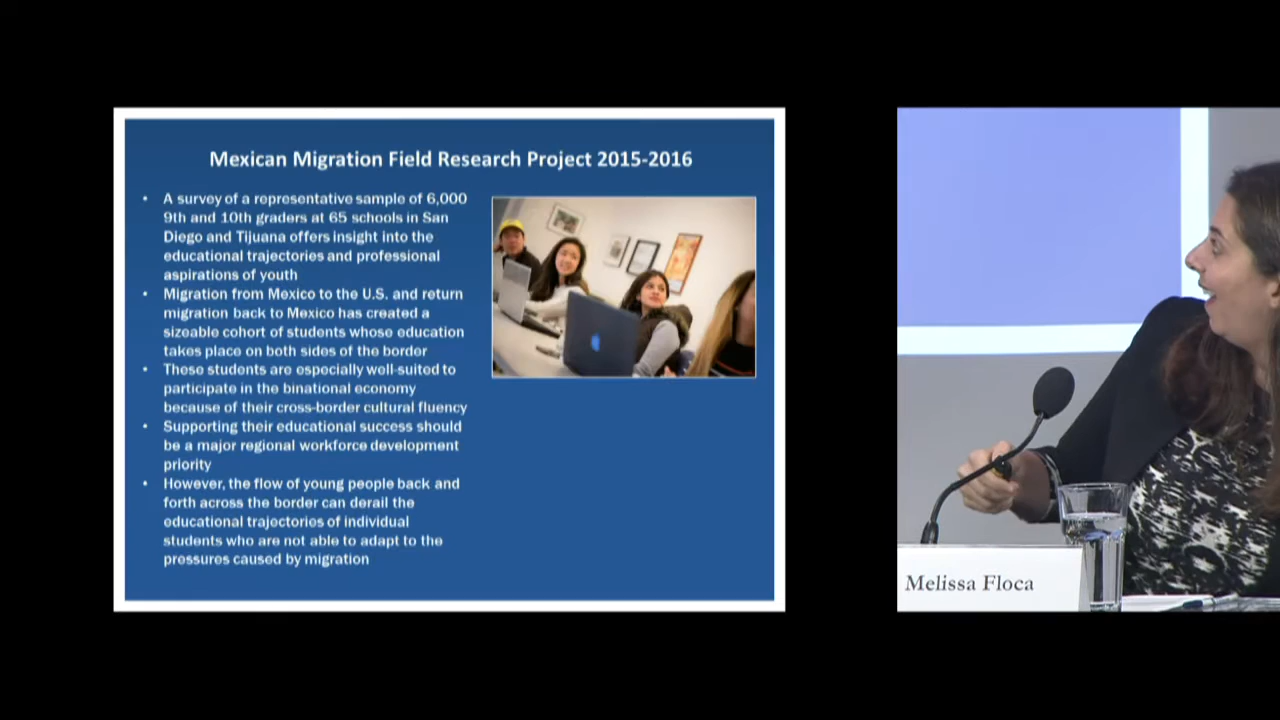 Mexican Migration Field Research Project 2015-2016
• A survey of a representative sample of 6,000
9th and 10th graders at 65 schools in San
Diego and Tijuana offers insight into the
educational trajectories and professional
aspirations of youth
• Migration from Mexico to the U.S. and return
migration back to Mexico has created a
sizeable cohort of students whose education
takes place on both sides of the border
• These students are especially well-suited to
participate in the binational economy
because of their cross-border cultural fluency
• Supporting their educational success should
be a major regional workforce development
priority
• However, the flow of young people back and
forth across the border can derail the
educational trajectories of individual
students who are not able to adapt to the
pressures caused by migration
Melissa Floca